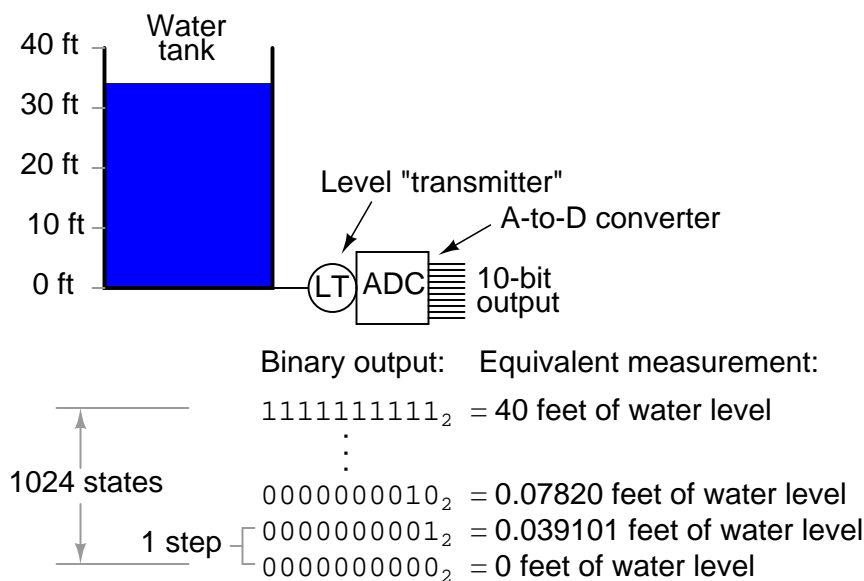 Water
tank
40 ft
30 ft
20 ft
10 ft
0 ft
Level "transmitter"
A-to-D converter
LT
ADC
10-bit
output
Binary output: Equivalent measurement:
1111111111₂ = 40 feet of water level
1024 states
0000000010₂ = 0.07820 feet of water level
0000000001₂ = 0.039101 feet of water level
1 step
0000000000₂ = 0 feet of water level